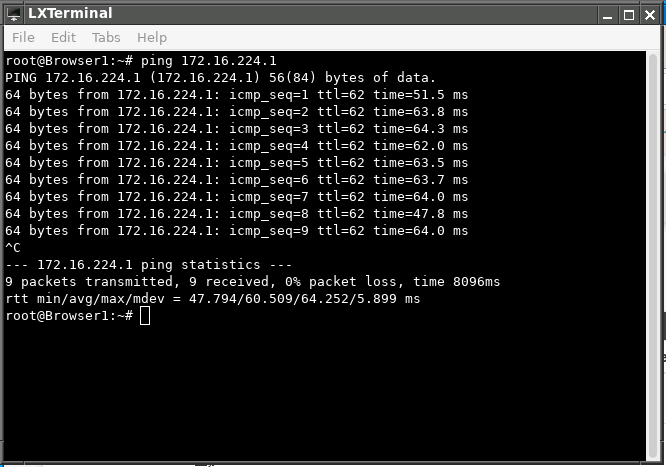 LXTerminal
File Edit Tabs Help
root@Browser1:~# ping 172.16.224.1
PING 172.16.224.1 (172.16.224.1) 56(84) bytes of data.
64 bytes from 172.16.224.1: icmp_seq=1 ttl=62 time=51.5 ms
64 bytes from 172.16.224.1: icmp_seq=2 ttl=62 time=63.8 ms
64 bytes from 172.16.224.1: icmp_seq=3 ttl=62 time=64.3 ms
64 bytes from 172.16.224.1: icmp_seq=4 ttl=62 time=62.0 ms
64 bytes from 172.16.224.1: icmp_seq=5 ttl=62 time=63.5 ms
64 bytes from 172.16.224.1: icmp_seq=6 ttl=62 time=63.7 ms
64 bytes from 172.16.224.1: icmp_seq=7 ttl=62 time=64.0 ms
64 bytes from 172.16.224.1: icmp_seq=8 ttl=62 time=47.8 ms
64 bytes from 172.16.224.1: icmp_seq=9 ttl=62 time=64.0 ms
^C
--- 172.16.224.1 ping statistics ---
9 packets transmitted, 9 received, 0% packet loss, time 8096ms
rtt min/avg/max/mdev = 47.794/60.509/64.252/5.899 ms
root@Browser1:~#